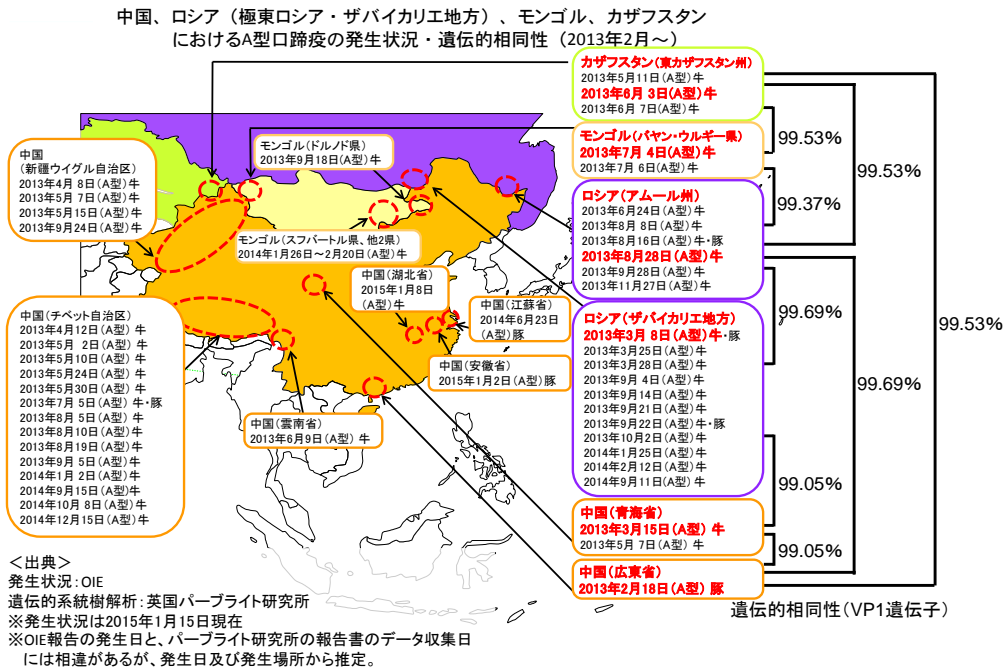 中国、ロシア（極東ロシア・ザバイカリエ地方）、モンゴル、カザフスタン
におけるA型口蹄疫の発生状況・遺伝的相同性（2013年2月～）
中国
(新疆ウイグル自治区)
2013年4月 8日(A型)牛
2013年5月 7日(A型)牛
2013年5月15日(A型)牛
2013年9月24日(A型)牛
モンゴル(ドルノド県)
2013年9月18日(A型)牛
モンゴル(スフバートル県、他2県)
2014年1月26日～2月20日(A型)牛
中国(湖北省)
2015年1月8日
(A型)牛
中国(江蘇省)
2014年6月23日
(A型)豚
中国(安徽省)
2015年1月2日(A型)豚
中国(チベット自治区)
2013年4月12日(A型)牛
2013年5月 2日(A型)牛
2013年5月10日(A型)牛
2013年5月24日(A型)牛
2013年5月30日(A型)牛
2013年7月 5日(A型)牛・豚
2013年8月 5日(A型)牛
2013年8月10日(A型)牛
2013年8月19日(A型)牛
2013年9月 5日(A型)牛
2014年1月 2日(A型)牛
2014年9月15日(A型)牛
2014年10月 8日(A型)牛
2014年12月15日(A型)牛
中国(雲南省)
2013年6月9日(A型) 牛
カザフスタン(東カザフスタン州)
2013年5月11日(A型)牛
2013年6月 3日(A型)牛
2013年6月 7日(A型)牛
モンゴル(バヤン・ウルギー県)
2013年7月 4日(A型)牛
2013年7月 6日(A型)牛
ロシア(アムール州)
2013年6月24日(A型)牛
2013年8月 8日(A型)牛
2013年8月16日(A型)牛・豚
2013年8月28日(A型)牛
2013年9月28日(A型)牛
2013年11月27日(A型)牛
ロシア(ザバイカリエ地方)
2013年3月 8日(A型)牛・豚
2013年3月25日(A型)牛
2013年3月28日(A型)牛
2013年9月 4日(A型)牛
2013年9月14日(A型)牛
2013年9月21日(A型)牛
2013年9月22日(A型)牛・豚
2013年10月2日(A型)牛
2014年1月25日(A型)牛
2014年2月12日(A型)牛
2014年9月11日(A型)牛
中国(青海省)
2013年3月15日(A型) 牛
2013年5月 7日(A型) 牛
中国(広東省)
2013年2月18日(A型) 豚
99.53%
99.53%
99.37%
99.69%
99.53%
99.69%
99.05%
99.05%
遺伝的相同性(VP1遺伝子)
＜出典＞
発生状況：OIE
遺伝的系統樹解析：英国パーブライト研究所
※発生状況は2015年1月15日現在
※OIE報告の発生日と、パーブライト研究所の報告書のデータ収集日
には相違があるが、発生日及び発生場所から推定。